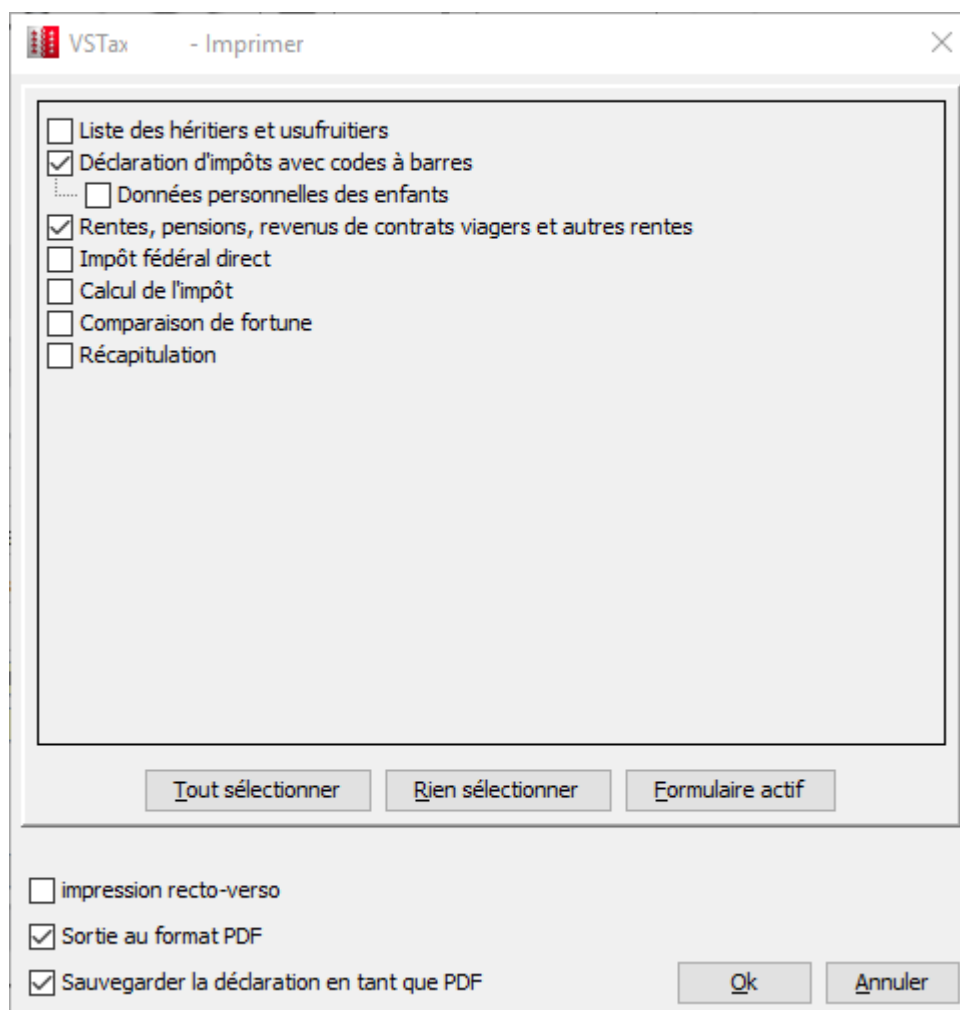 VSTax - Imprimer
Liste des héritiers et usufruitiers
Déclaration d'impôts avec codes à barres
Données personnelles des enfants
Rentes, pensions, revenus de contrats viagers et autres rentes
Impôt fédéral direct
Calcul de l'impôt
Comparaison de fortune
Récapitulation
Tout sélectionner Rien sélectionner Formulaire actif
impression recto-verso
Sortie au format PDF
Sauvegarder la déclaration en tant que PDF Ok Annuler